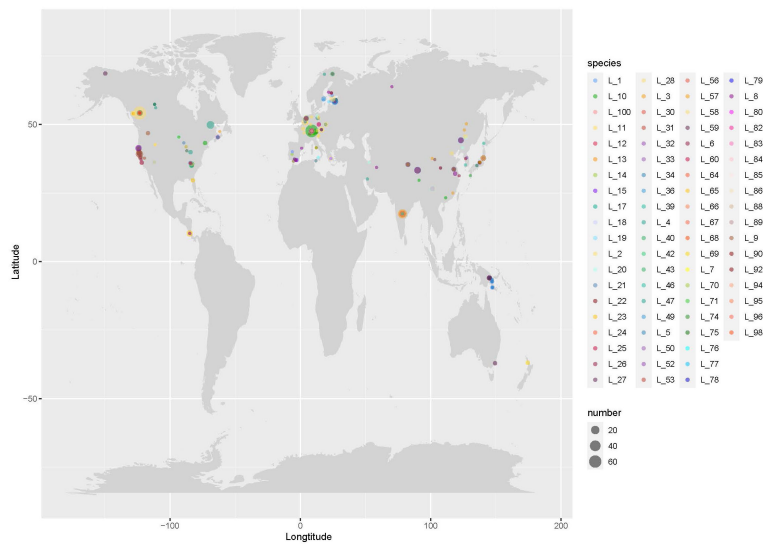 Latitude
50
0
−50
−100
0
100
200
Longtitude
species
L_1
L_10
L_100
L_11
L_12
L_13
L_14
L_15
L_17
L_18
L_19
L_2
L_20
L_21
L_22
L_23
L_24
L_25
L_26
L_27
L_28
L_3
L_30
L_31
L_32
L_33
L_34
L_36
L_39
L_4
L_40
L_42
L_43
L_46
L_47
L_49
L_5
L_50
L_52
L_53
L_56
L_57
L_58
L_59
L_6
L_60
L_64
L_65
L_66
L_67
L_68
L_69
L_7
L_70
L_71
L_74
L_75
L_76
L_77
L_78
L_79
L_8
L_80
L_82
L_83
L_84
L_85
L_86
L_88
L_89
L_9
L_90
L_92
L_94
L_95
L_96
L_98
number
20
40
60